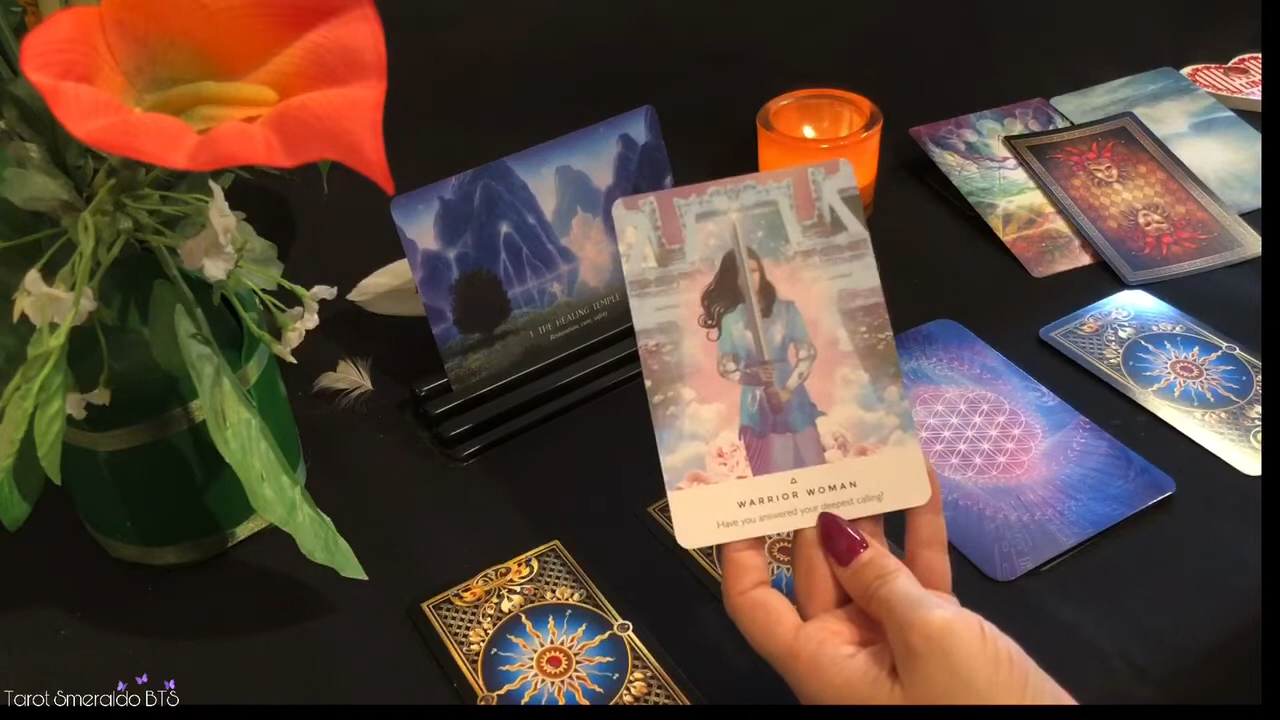 1 THE HEALING TEMPLE
Restoration, care, safety
WARRIOR WOMAN
Have you answered your deepest calling?
Tarot Smeraldo BTS